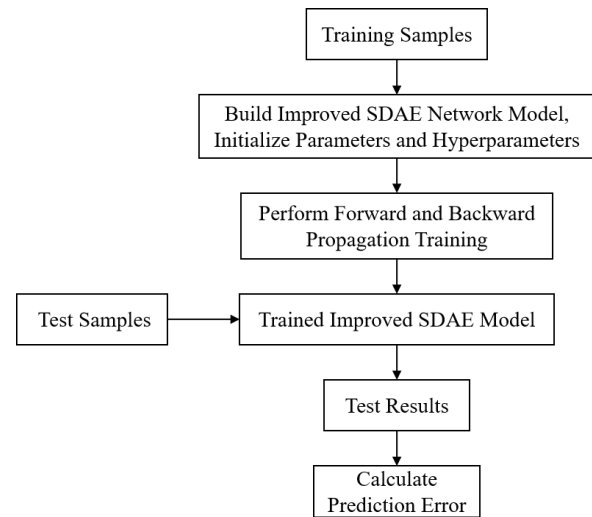 Training Samples
Build Improved SDAE Network Model,
Initialize Parameters and Hyperparameters
Perform Forward and Backward
Propagation Training
Test Samples
Trained Improved SDAE Model
Test Results
Calculate
Prediction Error